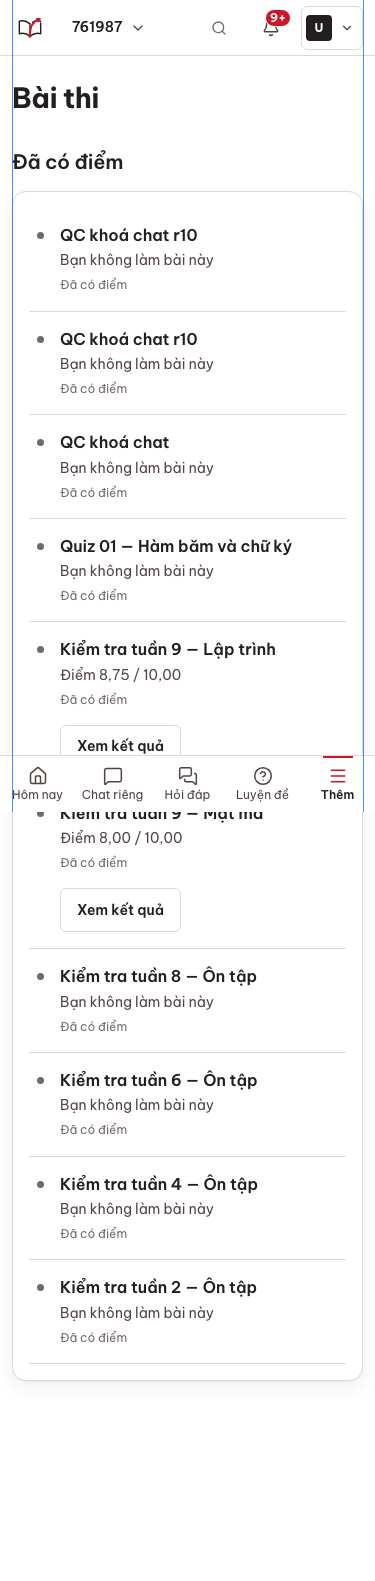 761987
9+
U
Bài thi
Đã có điểm
QC khoá chat r10
Bạn không làm bài này
Đã có điểm
QC khoá chat r10
Bạn không làm bài này
Đã có điểm
QC khoá chat
Bạn không làm bài này
Đã có điểm
Quiz 01 — Hàm băm và chữ ký
Bạn không làm bài này
Đã có điểm
Kiểm tra tuần 9 — Lập trình
Điểm 8,75 / 10,00
Đã có điểm
Xem kết quả
Hôm nay Chat riêng Hỏi đáp Luyện đề Thêm
Kiểm tra tuần 9 — Mật mã
Điểm 8,00 / 10,00
Đã có điểm
Xem kết quả
Kiểm tra tuần 8 — Ôn tập
Bạn không làm bài này
Đã có điểm
Kiểm tra tuần 6 — Ôn tập
Bạn không làm bài này
Đã có điểm
Kiểm tra tuần 4 — Ôn tập
Bạn không làm bài này
Đã có điểm
Kiểm tra tuần 2 — Ôn tập
Bạn không làm bài này
Đã có điểm